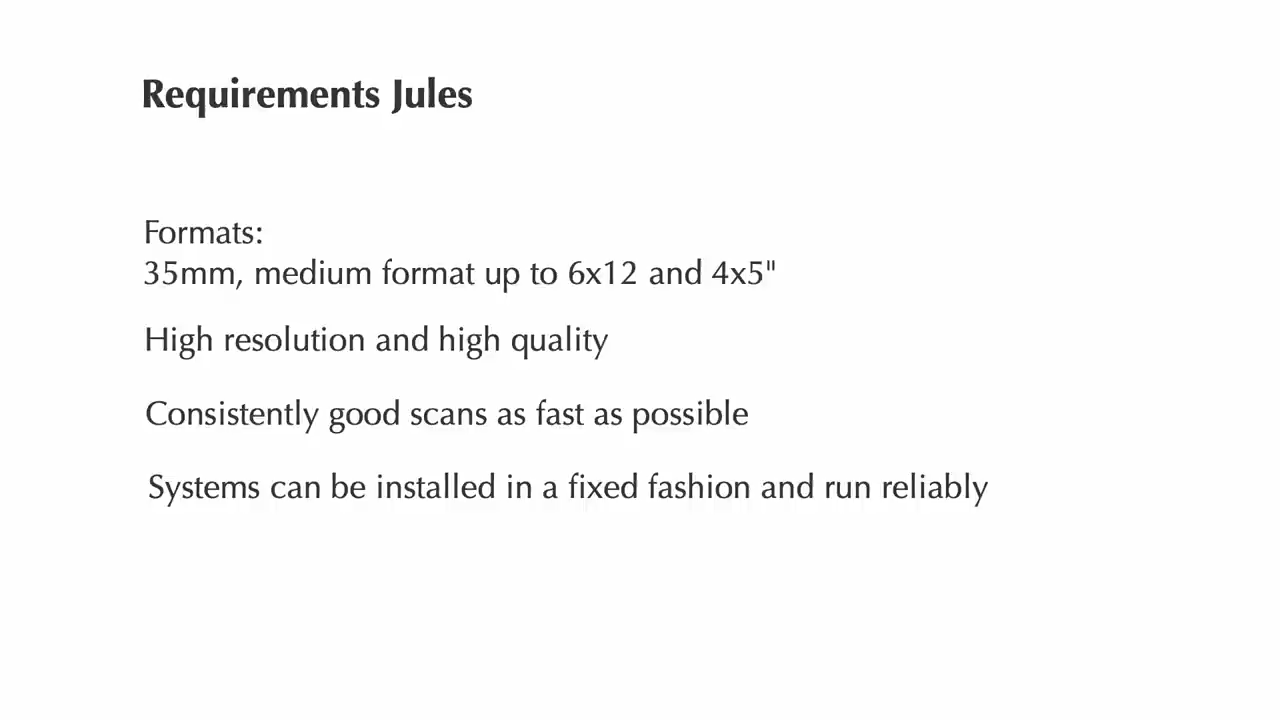 Requirements Jules
Formats:
35mm, medium format up to 6x12 and 4x5"
High resolution and high quality
Consistently good scans as fast as possible
Systems can be installed in a fixed fashion and run reliably